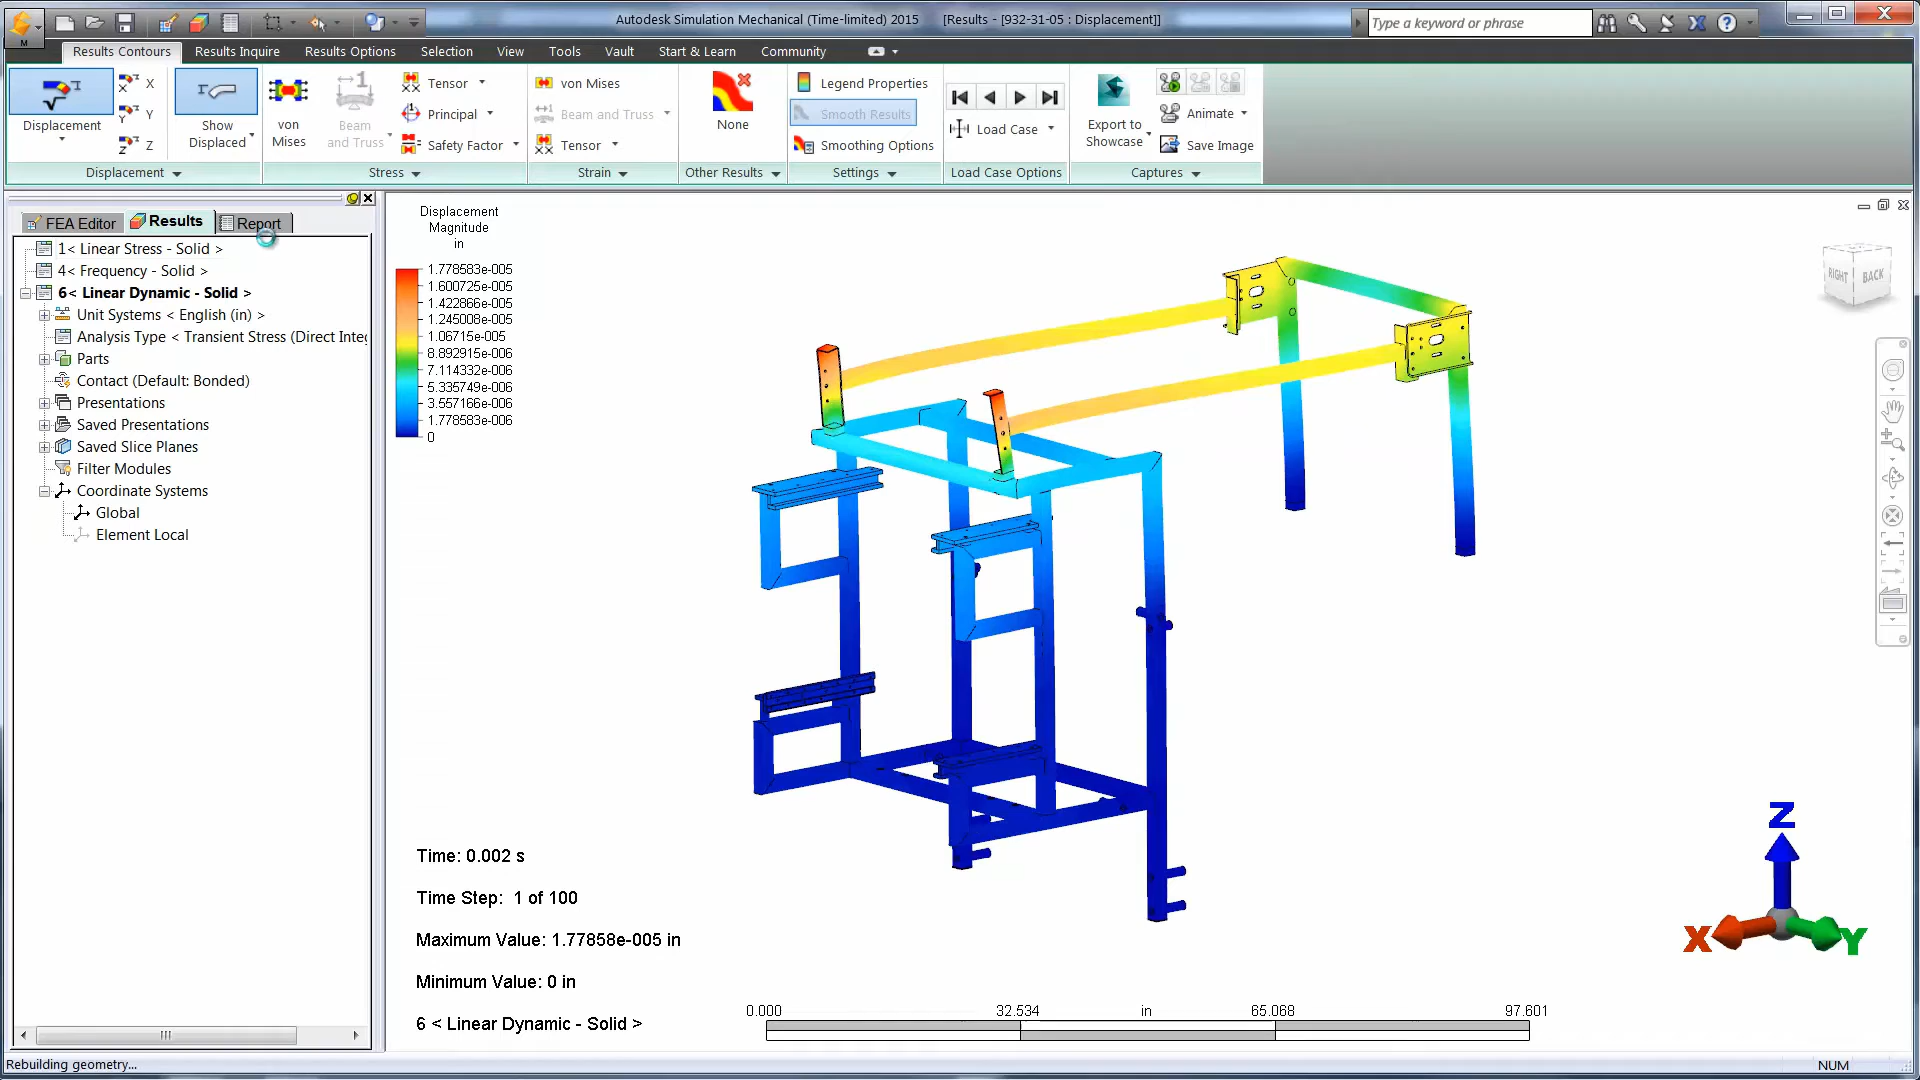 Autodesk Simulation Mechanical (Time-limited) 2015 [Results - [932-31-05 : Displacement]]
Type a keyword or phrase
M
Results Contours Results Inquire Results Options Selection View Tools Vault Start & Learn Community
Displacement
X
Y
Z
Show Displaced
von Mises
Beam and Truss
Tensor
Principal
Safety Factor
von Mises
Beam and Truss
Tensor
None
Legend Properties
Smooth Results
Smoothing Options
Load Case
Export to Showcase
Animate
Save Image
Displacement Stress Strain Other Results Settings Load Case Options Captures
FEA Editor Results Report
1< Linear Stress - Solid >
4< Frequency - Solid >
6< Linear Dynamic - Solid >
Unit Systems < English (in) >
Analysis Type < Transient Stress (Direct Inte
Parts
Contact (Default: Bonded)
Presentations
Saved Presentations
Saved Slice Planes
Filter Modules
Coordinate Systems
Global
Element Local
Displacement
Magnitude
in
1.778583e-005
1.600725e-005
1.422866e-005
1.245008e-005
1.06715e-005
8.892915e-006
7.114332e-006
5.335749e-006
3.557166e-006
1.778583e-006
0
RIGHT BACK
Time: 0.002 s
Time Step: 1 of 100
Maximum Value: 1.77858e-005 in
Minimum Value: 0 in
6 < Linear Dynamic - Solid >
0.000 32.534 in 65.068 97.601
Z
X
Y
Rebuilding geometry...
NUM